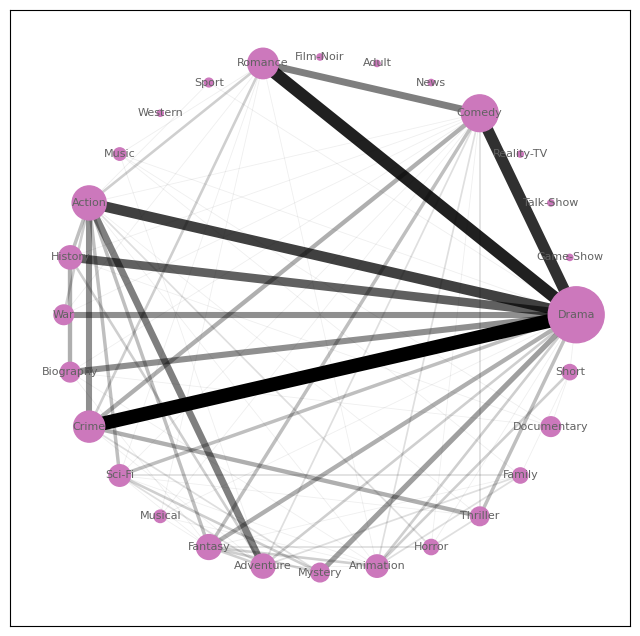 Film-Noir
Romance
Adult
Sport
News
Western
Comedy
Music
Reality-TV
Action
Talk-Show
History
Game-Show
War
Drama
Biography
Short
Crime
Documentary
Sci-Fi
Family
Musical
Thriller
Fantasy
Horror
Adventure
Mystery
Animation